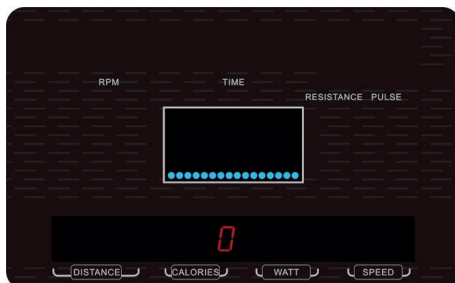 RPM TIME
RESISTANCE PULSE
0
DISTANCE CALORIES WATT SPEED